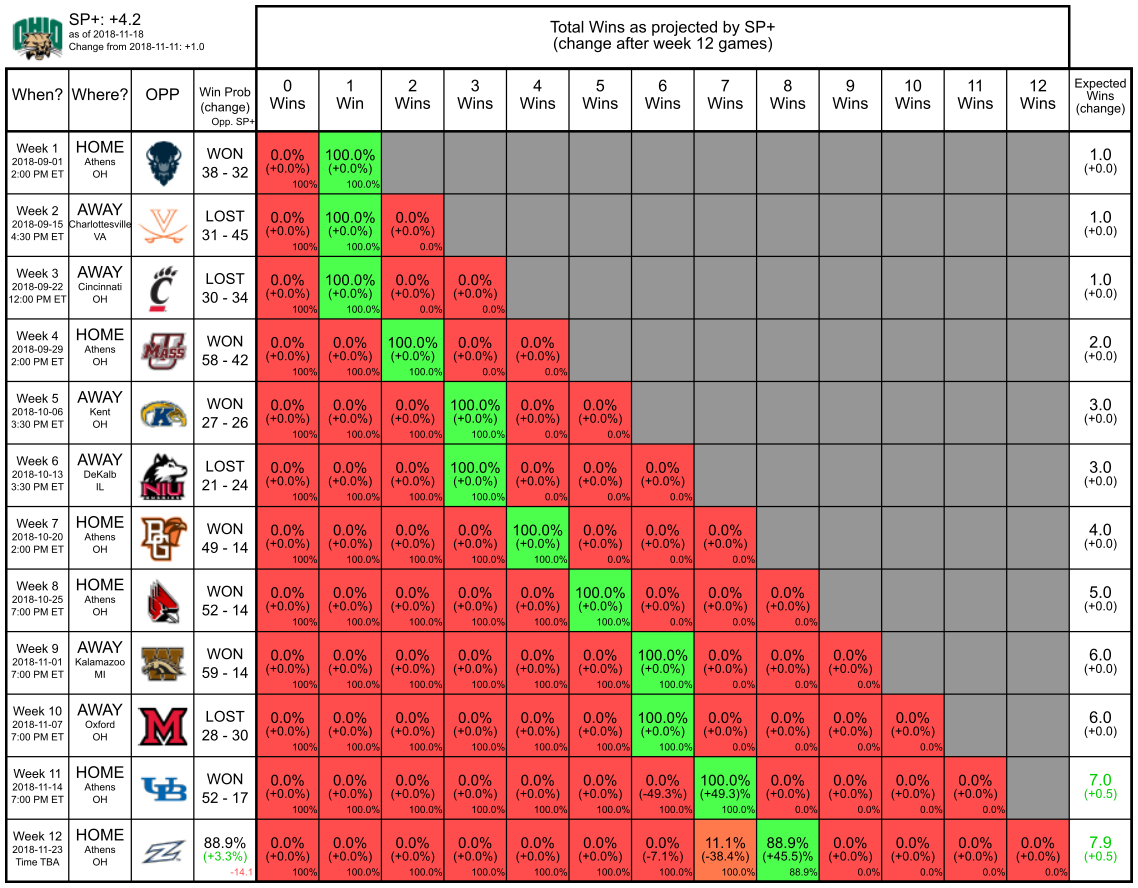 OHIO SP+: +4.2
as of 2018-11-18
Change from 2018-11-11: +1.0
Total Wins as projected by SP+
(change after week 12 games)
When? Where? OPP Win Prob 0 1 2 3 4 5 6 7 8 9 10 11 12 Expected
(change) Wins Win Wins Wins Wins Wins Wins Wins Wins Wins Wins Wins Wins Wins
Opp. SP+ (change)
Week 1 HOME WON 0.0% 100.0% 1.0
2018-09-01 Athens (+0.0%) (+0.0%) (+0.0)
2:00 PM ET OH 38 - 32 100% 100.0%
Week 2 AWAY LOST 0.0% 100.0% 0.0% 1.0
2018-09-15 Charlottesville V (+0.0%) (+0.0%) (+0.0%) (+0.0)
4:30 PM ET VA 31 - 45 100% 100.0% 0.0%
Week 3 AWAY LOST 0.0% 100.0% 0.0% 0.0% 1.0
2018-09-22 Cincinnati C (+0.0%) (+0.0%) (+0.0%) (+0.0%) (+0.0)
12:00 PM ET OH 30 - 34 100% 100.0% 0.0% 0.0%
Week 4 HOME WON 0.0% 0.0% 100.0% 0.0% 0.0% 2.0
2018-09-29 Athens U MASS (+0.0%) (+0.0%) (+0.0%) (+0.0%) (+0.0%) (+0.0)
2:00 PM ET OH 58 - 42 100% 100.0% 100.0% 0.0% 0.0%
Week 5 AWAY WON 0.0% 0.0% 0.0% 100.0% 0.0% 0.0% 3.0
2018-10-06 Kent K (+0.0%) (+0.0%) (+0.0%) (+0.0%) (+0.0%) (+0.0%) (+0.0)
3:30 PM ET OH 27 - 26 100% 100.0% 100.0% 100.0% 0.0% 0.0%
Week 6 AWAY LOST 0.0% 0.0% 0.0% 100.0% 0.0% 0.0% 0.0% 3.0
2018-10-13 DeKalb (+0.0%) (+0.0%) (+0.0%) (+0.0%) (+0.0%) (+0.0%) (+0.0%) (+0.0)
3:30 PM ET IL NIU 21 - 24 100% 100.0% 100.0% 100.0% 0.0% 0.0% 0.0%
Week 7 HOME WON 0.0% 0.0% 0.0% 0.0% 100.0% 0.0% 0.0% 0.0% 4.0
2018-10-20 Athens BG (+0.0%) (+0.0%) (+0.0%) (+0.0%) (+0.0%) (+0.0%) (+0.0%) (+0.0%) (+0.0)
2:00 PM ET OH 49 - 14 100% 100.0% 100.0% 100.0% 100.0% 0.0% 0.0% 0.0%
Week 8 HOME WON 0.0% 0.0% 0.0% 0.0% 0.0% 100.0% 0.0% 0.0% 0.0% 5.0
2018-10-25 Athens (+0.0%) (+0.0%) (+0.0%) (+0.0%) (+0.0%) (+0.0%) (+0.0%) (+0.0%) (+0.0%) (+0.0)
7:00 PM ET OH 52 - 14 100% 100.0% 100.0% 100.0% 100.0% 100.0% 0.0% 0.0% 0.0%
Week 9 AWAY WON 0.0% 0.0% 0.0% 0.0% 0.0% 0.0% 100.0% 0.0% 0.0% 0.0% 6.0
2018-11-01 Kalamazoo W (+0.0%) (+0.0%) (+0.0%) (+0.0%) (+0.0%) (+0.0%) (+0.0%) (+0.0%) (+0.0%) (+0.0%) (+0.0)
7:00 PM ET MI 59 - 14 100% 100.0% 100.0% 100.0% 100.0% 100.0% 100.0% 0.0% 0.0% 0.0%
Week 10 AWAY LOST 0.0% 0.0% 0.0% 0.0% 0.0% 0.0% 100.0% 0.0% 0.0% 0.0% 0.0% 6.0
2018-11-07 Oxford M (+0.0%) (+0.0%) (+0.0%) (+0.0%) (+0.0%) (+0.0%) (+0.0%) (+0.0%) (+0.0%) (+0.0%) (+0.0%) (+0.0)
7:00 PM ET OH 28 - 30 100% 100.0% 100.0% 100.0% 100.0% 100.0% 100.0% 0.0% 0.0% 0.0% 0.0%
Week 11 HOME WON 0.0% 0.0% 0.0% 0.0% 0.0% 0.0% 0.0% 100.0% 0.0% 0.0% 0.0% 0.0% 7.0
2018-11-14 Athens UB (+0.0%) (+0.0%) (+0.0%) (+0.0%) (+0.0%) (+0.0%) (-49.3%) (+49.3)% (+0.0%) (+0.0%) (+0.0%) (+0.0%) (+0.5)
7:00 PM ET OH 52 - 17 100% 100.0% 100.0% 100.0% 100.0% 100.0% 100.0% 100.0% 0.0% 0.0% 0.0% 0.0%
Week 12 HOME 88.9% 0.0% 0.0% 0.0% 0.0% 0.0% 0.0% 0.0% 11.1% 88.9% 0.0% 0.0% 0.0% 0.0% 7.9
2018-11-23 Athens Z (+3.3%) (+0.0%) (+0.0%) (+0.0%) (+0.0%) (+0.0%) (+0.0%) (-7.1%) (-38.4%) (+45.5)% (+0.0%) (+0.0%) (+0.0%) (+0.0%) (+0.5)
Time TBA OH -14.1 100% 100.0% 100.0% 100.0% 100.0% 100.0% 100.0% 100.0% 88.9% 0.0% 0.0% 0.0% 0.0%